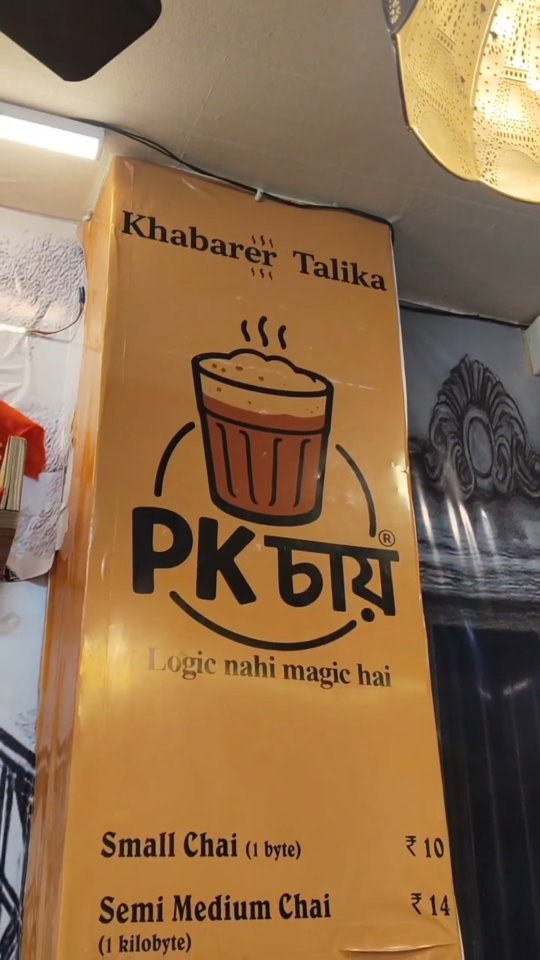 Khabarer Talika
PK চায়®
Logic nahi magic hai
Small Chai (1 byte) ₹ 10
Semi Medium Chai ₹ 14
(1 kilobyte)